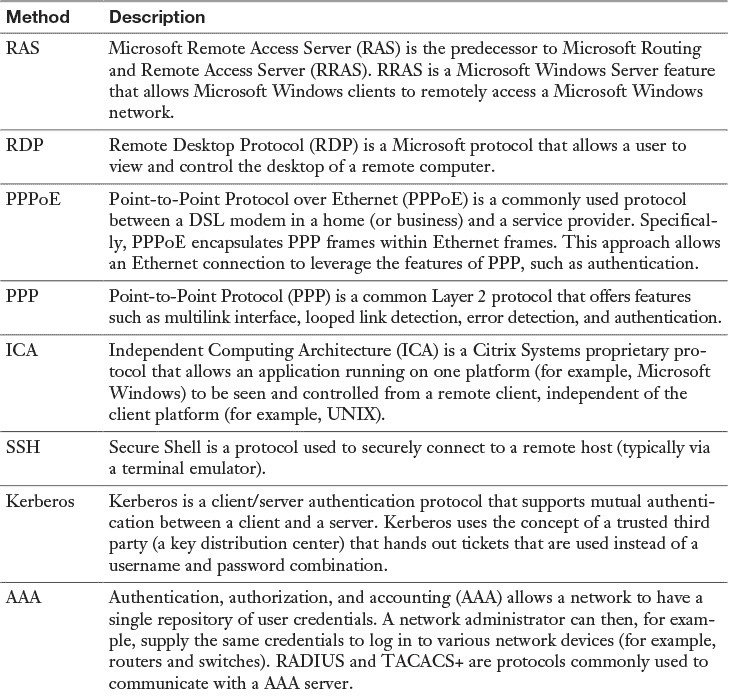 Method Description
RAS Microsoft Remote Access Server (RAS) is the predecessor to Microsoft Routing
and Remote Access Server (RRAS). RRAS is a Microsoft Windows Server feature
that allows Microsoft Windows clients to remotely access a Microsoft Windows
network.
RDP Remote Desktop Protocol (RDP) is a Microsoft protocol that allows a user to
view and control the desktop of a remote computer.
PPPoE Point-to-Point Protocol over Ethernet (PPPoE) is a commonly used protocol
between a DSL modem in a home (or business) and a service provider. Specifical-
ly, PPPoE encapsulates PPP frames within Ethernet frames. This approach allows
an Ethernet connection to leverage the features of PPP, such as authentication.
PPP Point-to-Point Protocol (PPP) is a common Layer 2 protocol that offers features
such as multilink interface, looped link detection, error detection, and authentication.
ICA Independent Computing Architecture (ICA) is a Citrix Systems proprietary pro-
tocol that allows an application running on one platform (for example, Microsoft
Windows) to be seen and controlled from a remote client, independent of the
client platform (for example, UNIX).
SSH Secure Shell is a protocol used to securely connect to a remote host (typically via
a terminal emulator).
Kerberos Kerberos is a client/server authentication protocol that supports mutual authenti-
cation between a client and a server. Kerberos uses the concept of a trusted third
party (a key distribution center) that hands out tickets that are used instead of a
username and password combination.
AAA Authentication, authorization, and accounting (AAA) allows a network to have a
single repository of user credentials. A network administrator can then, for exam-
ple, supply the same credentials to log in to various network devices (for example,
routers and switches). RADIUS and TACACS+ are protocols commonly used to
communicate with a AAA server.